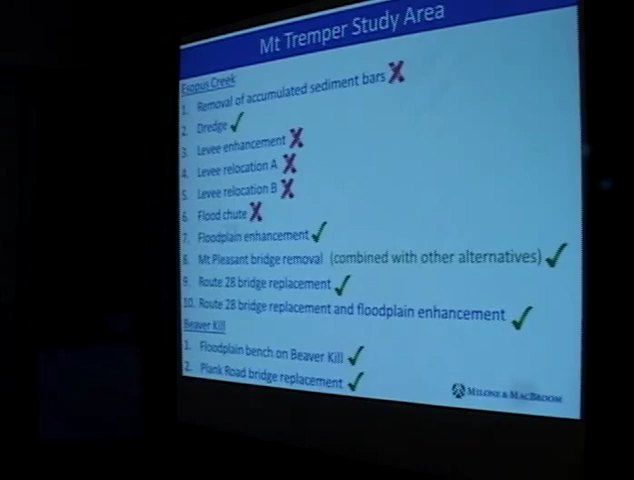 Mt Tremper Study Area
Esopus Creek
1. Removal of accumulated sediment bars ✗
2. Dredge ✓
3. Levee enhancement ✗
4. Levee relocation A ✗
5. Levee relocation B ✗
6. Flood chute ✗
7. Floodplain enhancement ✓
8. Mt Pleasant bridge removal (combined with other alternatives) ✓
9. Route 28 bridge replacement ✓
10. Route 28 bridge replacement and floodplain enhancement ✓
Beaver Kill
1. Floodplain bench on Beaver Kill ✓
2. Plank Road bridge replacement ✓
MILONE & MACBROOM